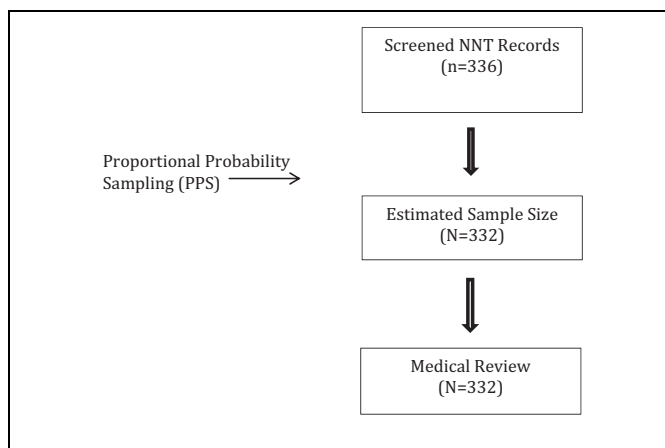 Screened NNT Records
(n=336)
Proportional Probability
Sampling (PPS)
Estimated Sample Size
(N=332)
Medical Review
(N=332)